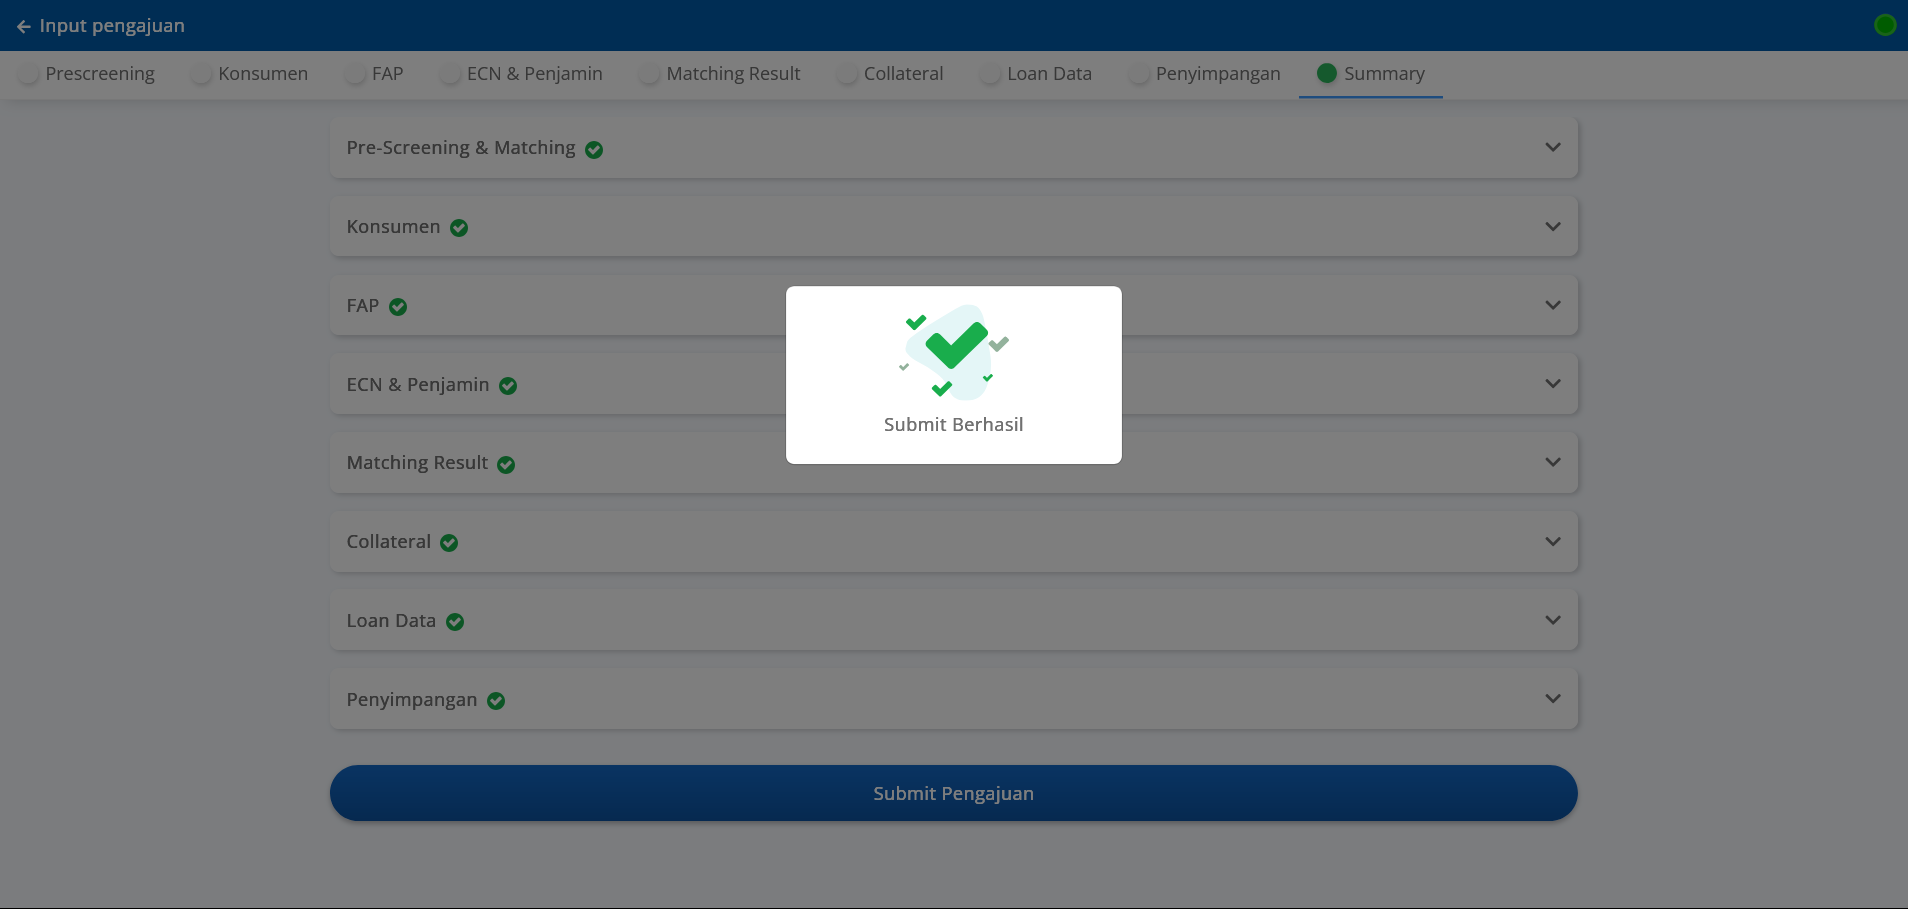 Input pengajuan
Prescreening Konsumen FAP ECN & Penjamin Matching Result Collateral Loan Data Penyimpangan Summary
Pre-Screening & Matching
Konsumen
FAP
ECN & Penjamin
Submit Berhasil
Matching Result
Collateral
Loan Data
Penyimpangan
Submit Pengajuan